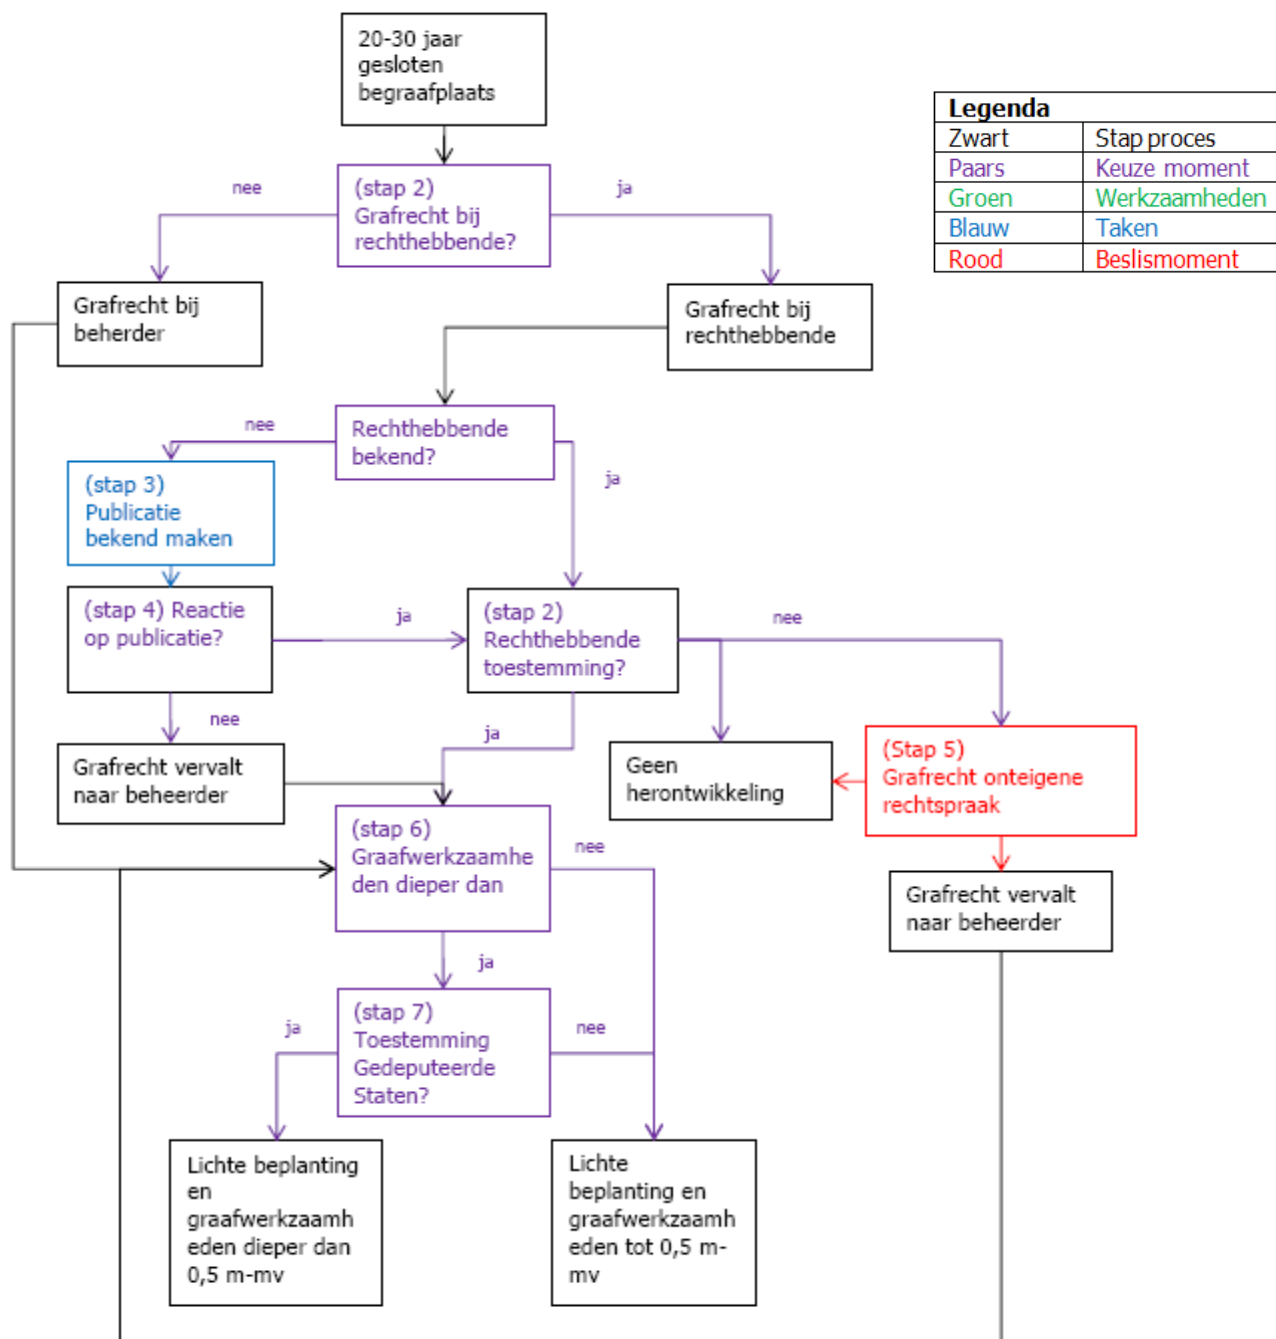 20-30 jaar
gesloten
begraafplaats
Legenda
Zwart Stap proces
Paars Keuze moment
Groen Werkzaamheden
Blauw Taken
Rood Beslismoment
nee
(stap 2)
Grafrecht bij
rechthebbende?
ja
Grafrecht bij
beherder
Grafrecht bij
rechthebbende
nee
Rechthebbende
bekend?
ja
(stap 3)
Publicatie
bekend maken
(stap 4) Reactie
op publicatie?
ja
(stap 2)
Rechthebbende
toestemming?
nee
nee
ja
Grafrecht vervalt
naar beheerder
Geen
herontwikkeling
(Stap 5)
Grafrecht onteigene
rechtspraak
(stap 6)
Graafwerkzaamhe
den dieper dan
nee
Grafrecht vervalt
naar beheerder
ja
ja
(stap 7)
Toestemming
Gedeputeerde
Staten?
nee
Lichte beplanting
en
graafwerkzaamh
eden dieper dan
0,5 m-mv
Lichte
beplanting en
graafwerkzaamh
eden tot 0,5 m-
mv